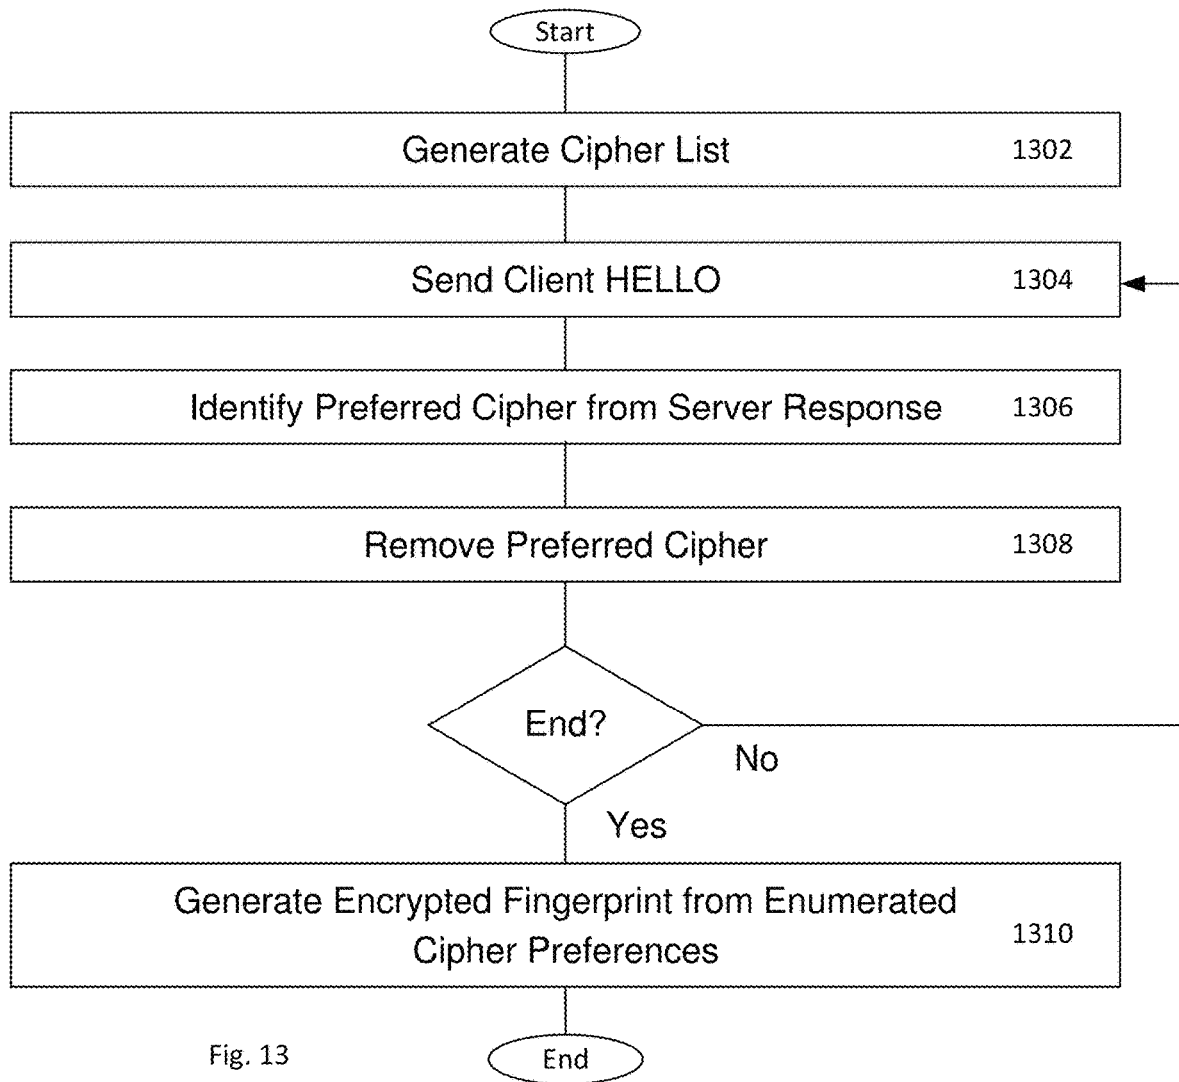 Start
Generate Cipher List 1302
Send Client HELLO 1304
Identify Preferred Cipher from Server Response 1306
Remove Preferred Cipher 1308
End?
No
Yes
Generate Encrypted Fingerprint from Enumerated
Cipher Preferences
1310
Fig. 13
End